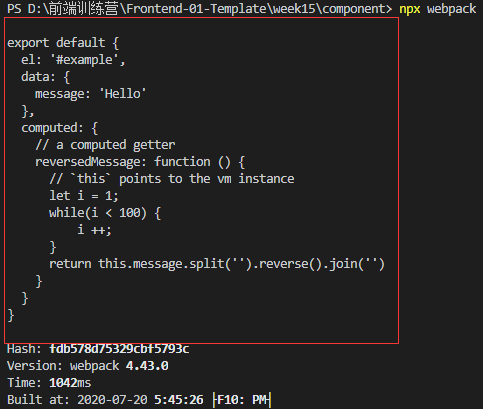 PS D:\前端训练营\Frontend-01-Template\week15\component> npx webpack
export default {
el: '#example',
data: {
message: 'Hello'
},
computed: {
// a computed getter
reversedMessage: function () {
// `this` points to the vm instance
let i = 1;
while(i < 100) {
i ++;
}
return this.message.split('').reverse().join('')
}
}
}
Hash: fdb578d75329cbf5793c
Version: webpack 4.43.0
Time: 1042ms
Built at: 2020-07-20 5:45:26 ├F10: PM┤